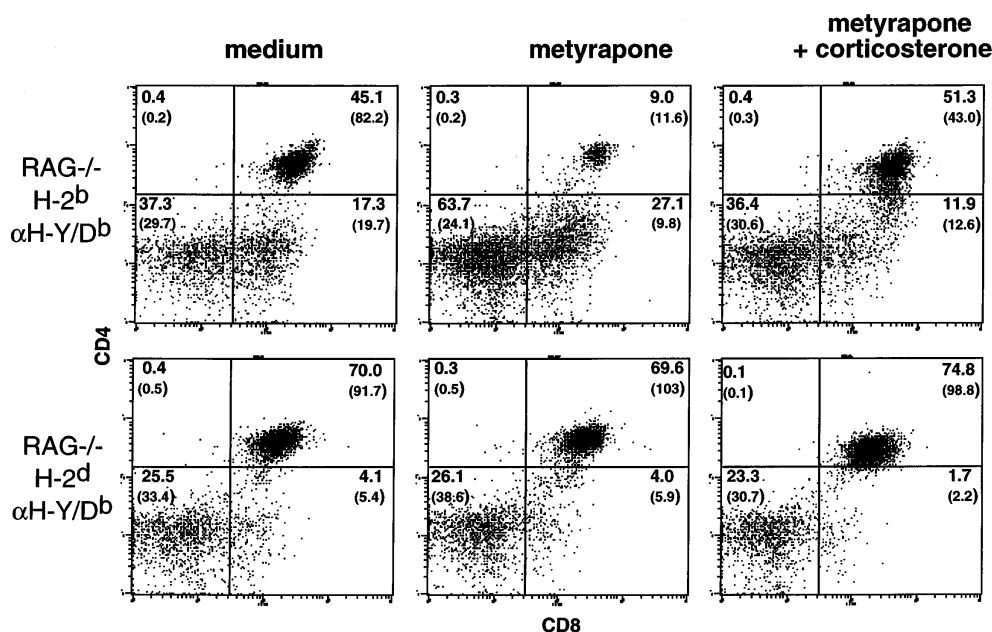 medium
metyrapone
metyrapone
+ corticosterone
RAG-/-
H-2b
αH-Y/Db
0.4 45.1
(0.2) (82.2)
37.3 17.3
(29.7) (19.7)
0.3 9.0
(0.2) (11.6)
63.7 27.1
(24.1) (9.8)
0.4 51.3
(0.3) (43.0)
36.4 11.9
(30.6) (12.6)
CD4
RAG-/-
H-2d
αH-Y/Db
0.4 70.0
(0.5) (91.7)
25.5 4.1
(33.4) (5.4)
0.3 69.6
(0.5) (103)
26.1 4.0
(38.6) (5.9)
0.1 74.8
(0.1) (98.8)
23.3 1.7
(30.7) (2.2)
CD8